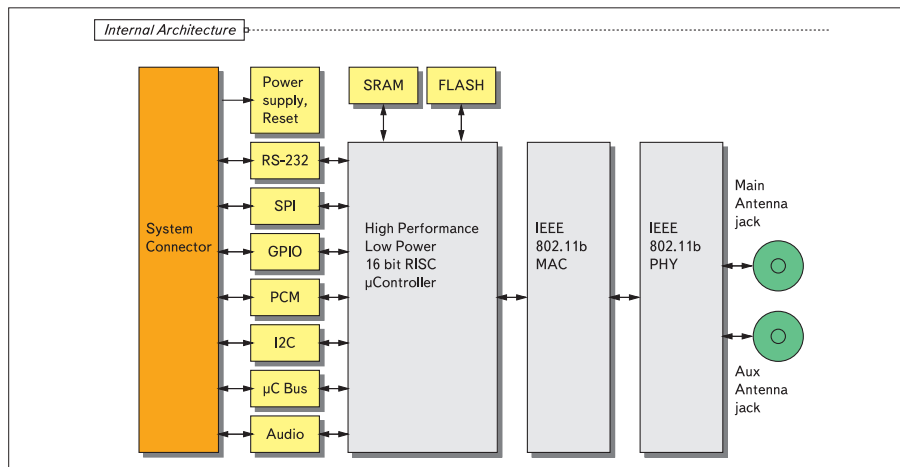 Internal Architecture
Power
supply,
Reset
SRAM
FLASH
RS-232
SPI
GPIO
PCM
I2C
µC Bus
Audio
System
Connector
High Performance
Low Power
16 bit RISC
µController
IEEE
802.11b
MAC
IEEE
802.11b
PHY
Main
Antenna
jack
Aux
Antenna
jack